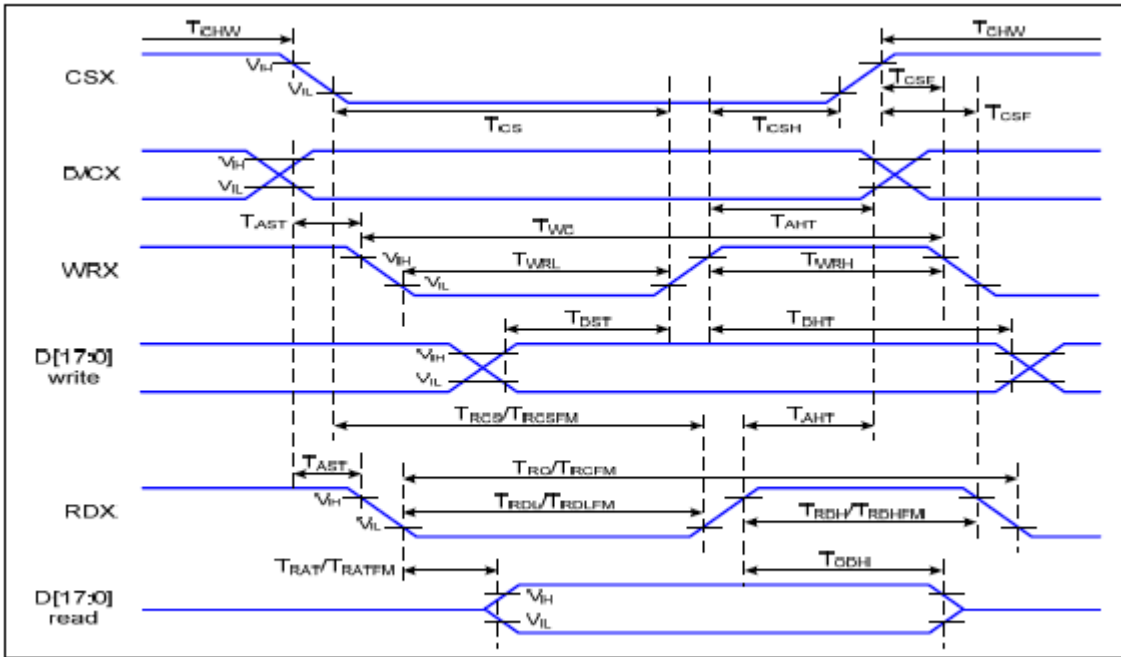 TCHW TCHW
CSX
VIH
VIL
TCSF
TCS TCSH TCSF
D/CX
VIH
VIL
TAST TWC TAHT
WRX
VIH
VIL
TWRL TWRH
TDST TDHT
D[17:0]
write
VIH
VIL
TRCS/TRCSFM TAHT
TAST TRC/TRCFM
RDX
VIH
VIL
TRDL/TRDLFM TRDH/TRDHFM
TRAT/TRATFM TODH
D[17:0]
read
VIH
VIL